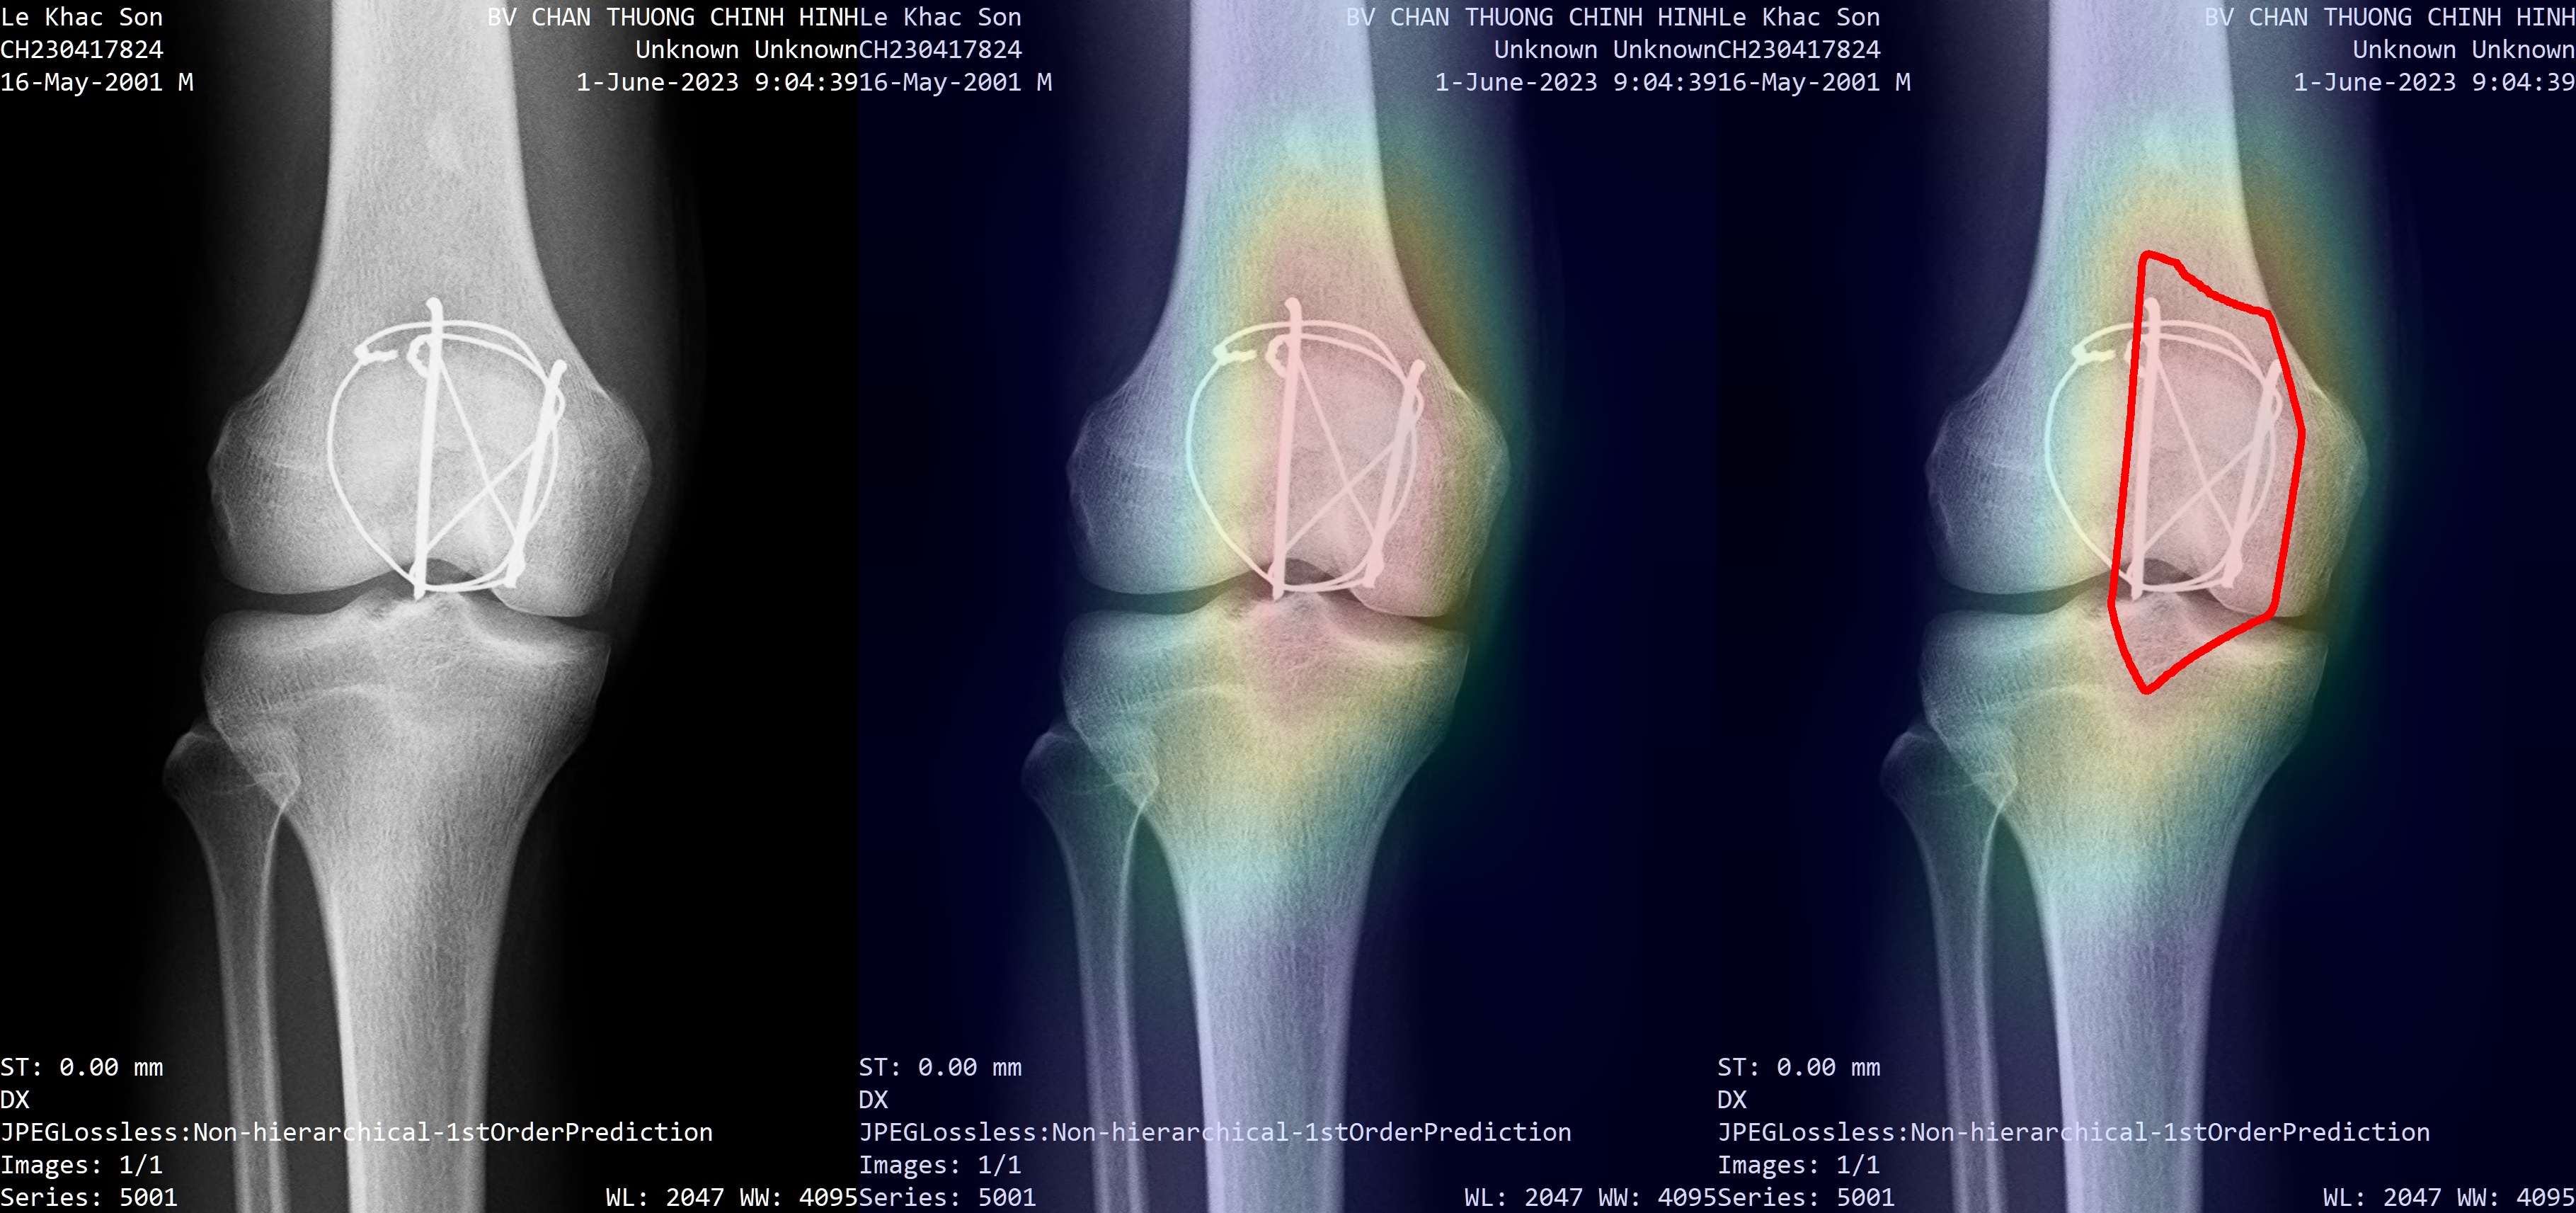 Le Khac Son
CH230417824
16-May-2001 M
BV CHAN THUONG CHINH HINH
Unknown Unknown
1-June-2023 9:04:39
ST: 0.00 mm
DX
JPEGLossless:Non-hierarchical-1stOrderPrediction
Images: 1/1
Series: 5001
WL: 2047 WW: 4095
Le Khac Son
CH230417824
16-May-2001 M
BV CHAN THUONG CHINH HINH
Unknown Unknown
1-June-2023 9:04:39
ST: 0.00 mm
DX
JPEGLossless:Non-hierarchical-1stOrderPrediction
Images: 1/1
Series: 5001
WL: 2047 WW: 4095
Le Khac Son
CH230417824
16-May-2001 M
BV CHAN THUONG CHINH HINH
Unknown Unknown
1-June-2023 9:04:39
ST: 0.00 mm
DX
JPEGLossless:Non-hierarchical-1stOrderPrediction
Images: 1/1
Series: 5001
WL: 2047 WW: 4095